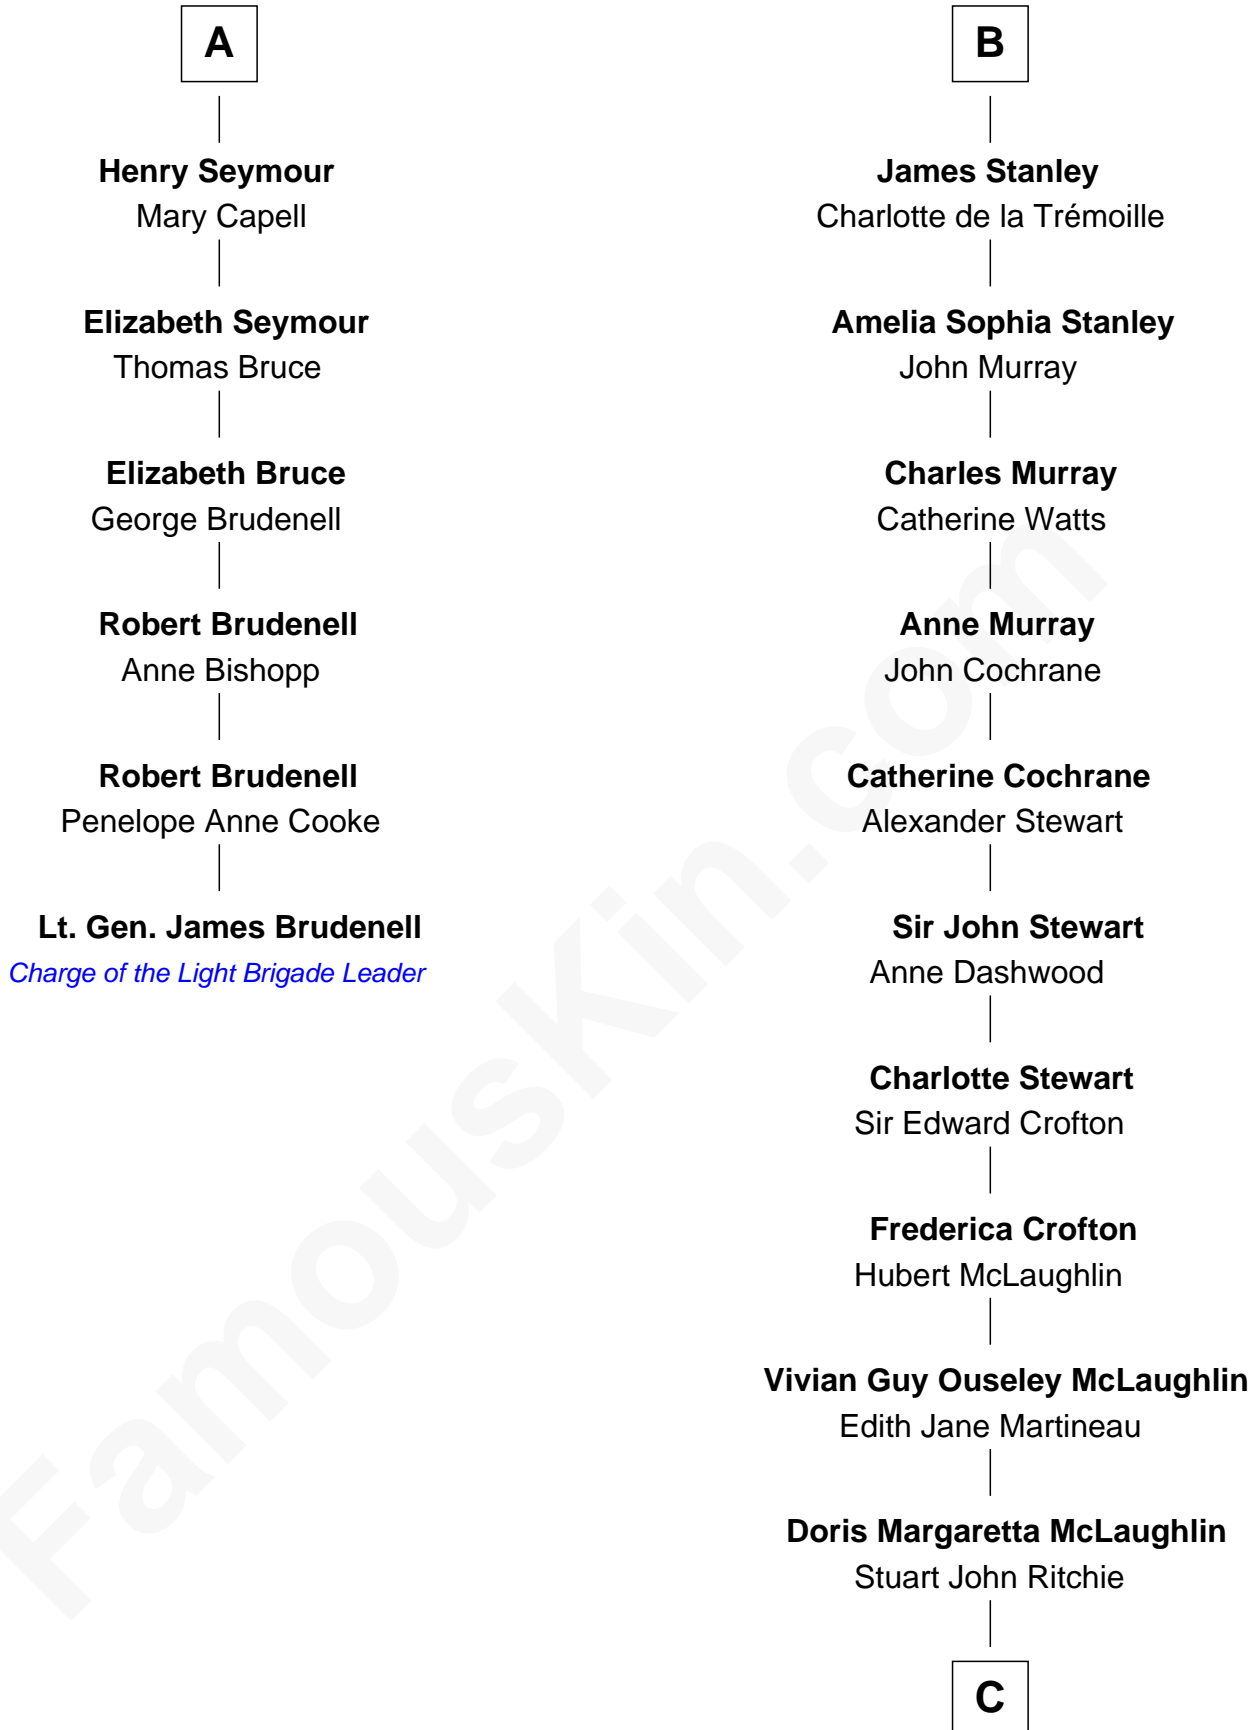 A
Henry Seymour
Mary Capell
Elizabeth Seymour
Thomas Bruce
Elizabeth Bruce
George Brudenell
Robert Brudenell
Anne Bishopp
Robert Brudenell
Penelope Anne Cooke
Lt. Gen. James Brudenell
Charge of the Light Brigade Leader
B
James Stanley
Charlotte de la Trémoille
Amelia Sophia Stanley
John Murray
Charles Murray
Catherine Watts
Anne Murray
John Cochrane
Catherine Cochrane
Alexander Stewart
Sir John Stewart
Anne Dashwood
Charlotte Stewart
Sir Edward Crofton
Frederica Crofton
Hubert McLaughlin
Vivian Guy Ouseley McLaughlin
Edith Jane Martineau
Doris Margaretta McLaughlin
Stuart John Ritchie
C
FamousKin.com